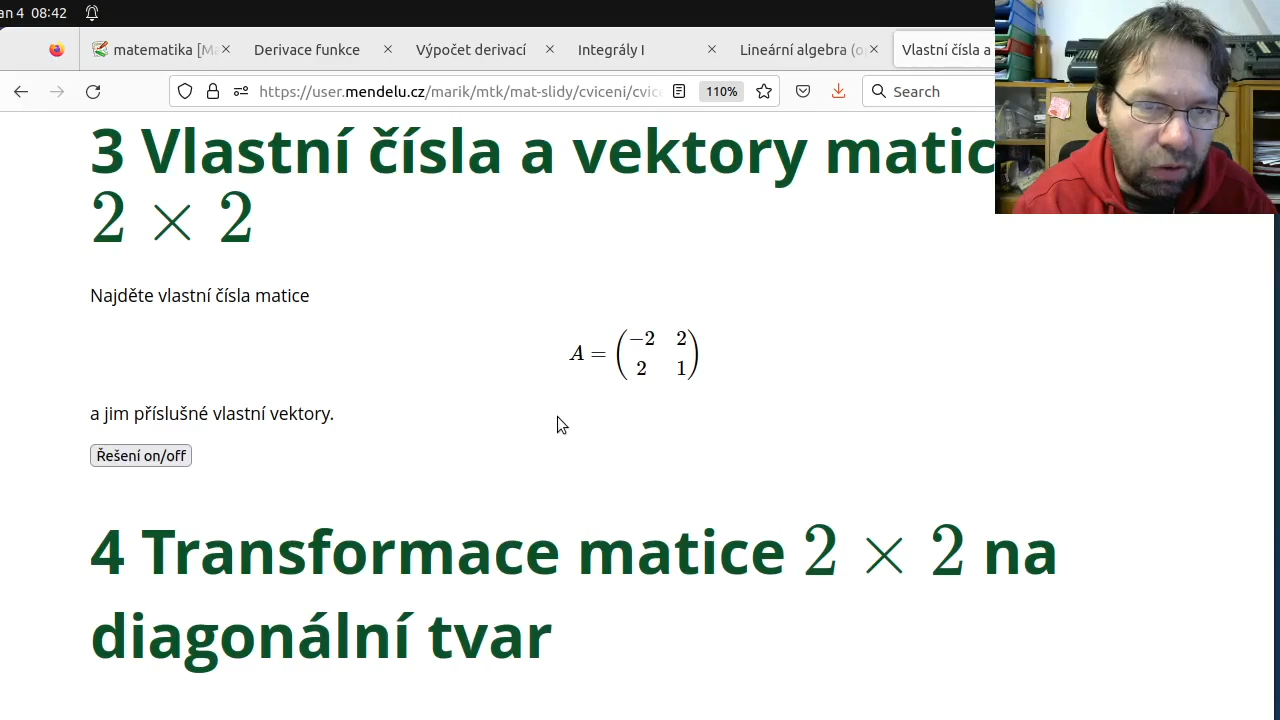 an 4 08:42
matematika [M
Derivace funkce
Výpočet derivací
Integrály I
Lineární algebra (o
Vlastní čísla a
https://user.mendelu.cz/marik/mtk/mat-slidy/cviceni/cvice
110%
Search
3 Vlastní čísla a vektory matic
2 × 2
Najděte vlastní čísla matice
A = (−2 2
2 1)
a jim příslušné vlastní vektory.
Řešení on/off
4 Transformace matice 2 × 2 na
diagonální tvar